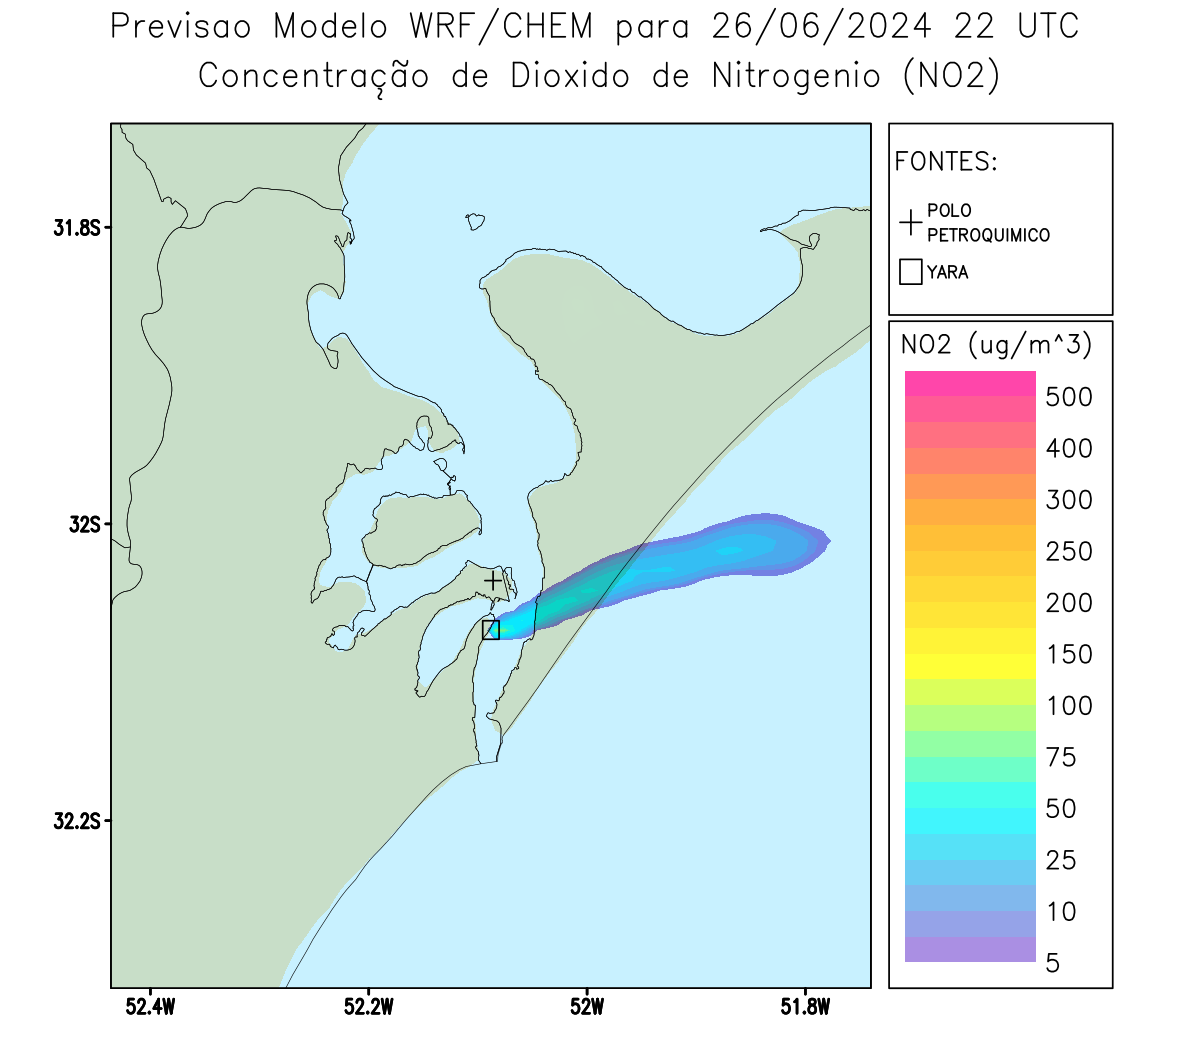 Previsao Modelo WRF/CHEM para 26/06/2024 22 UTC
Concentração de Dioxido de Nitrogenio (NO2)
FONTES:
POLO
PETROQUIMICO
YARA
31.8S
32S
32.2S
52.4W
52.2W
52W
51.8W
NO2 (ug/m^3)
500
400
300
250
200
150
100
75
50
25
10
5